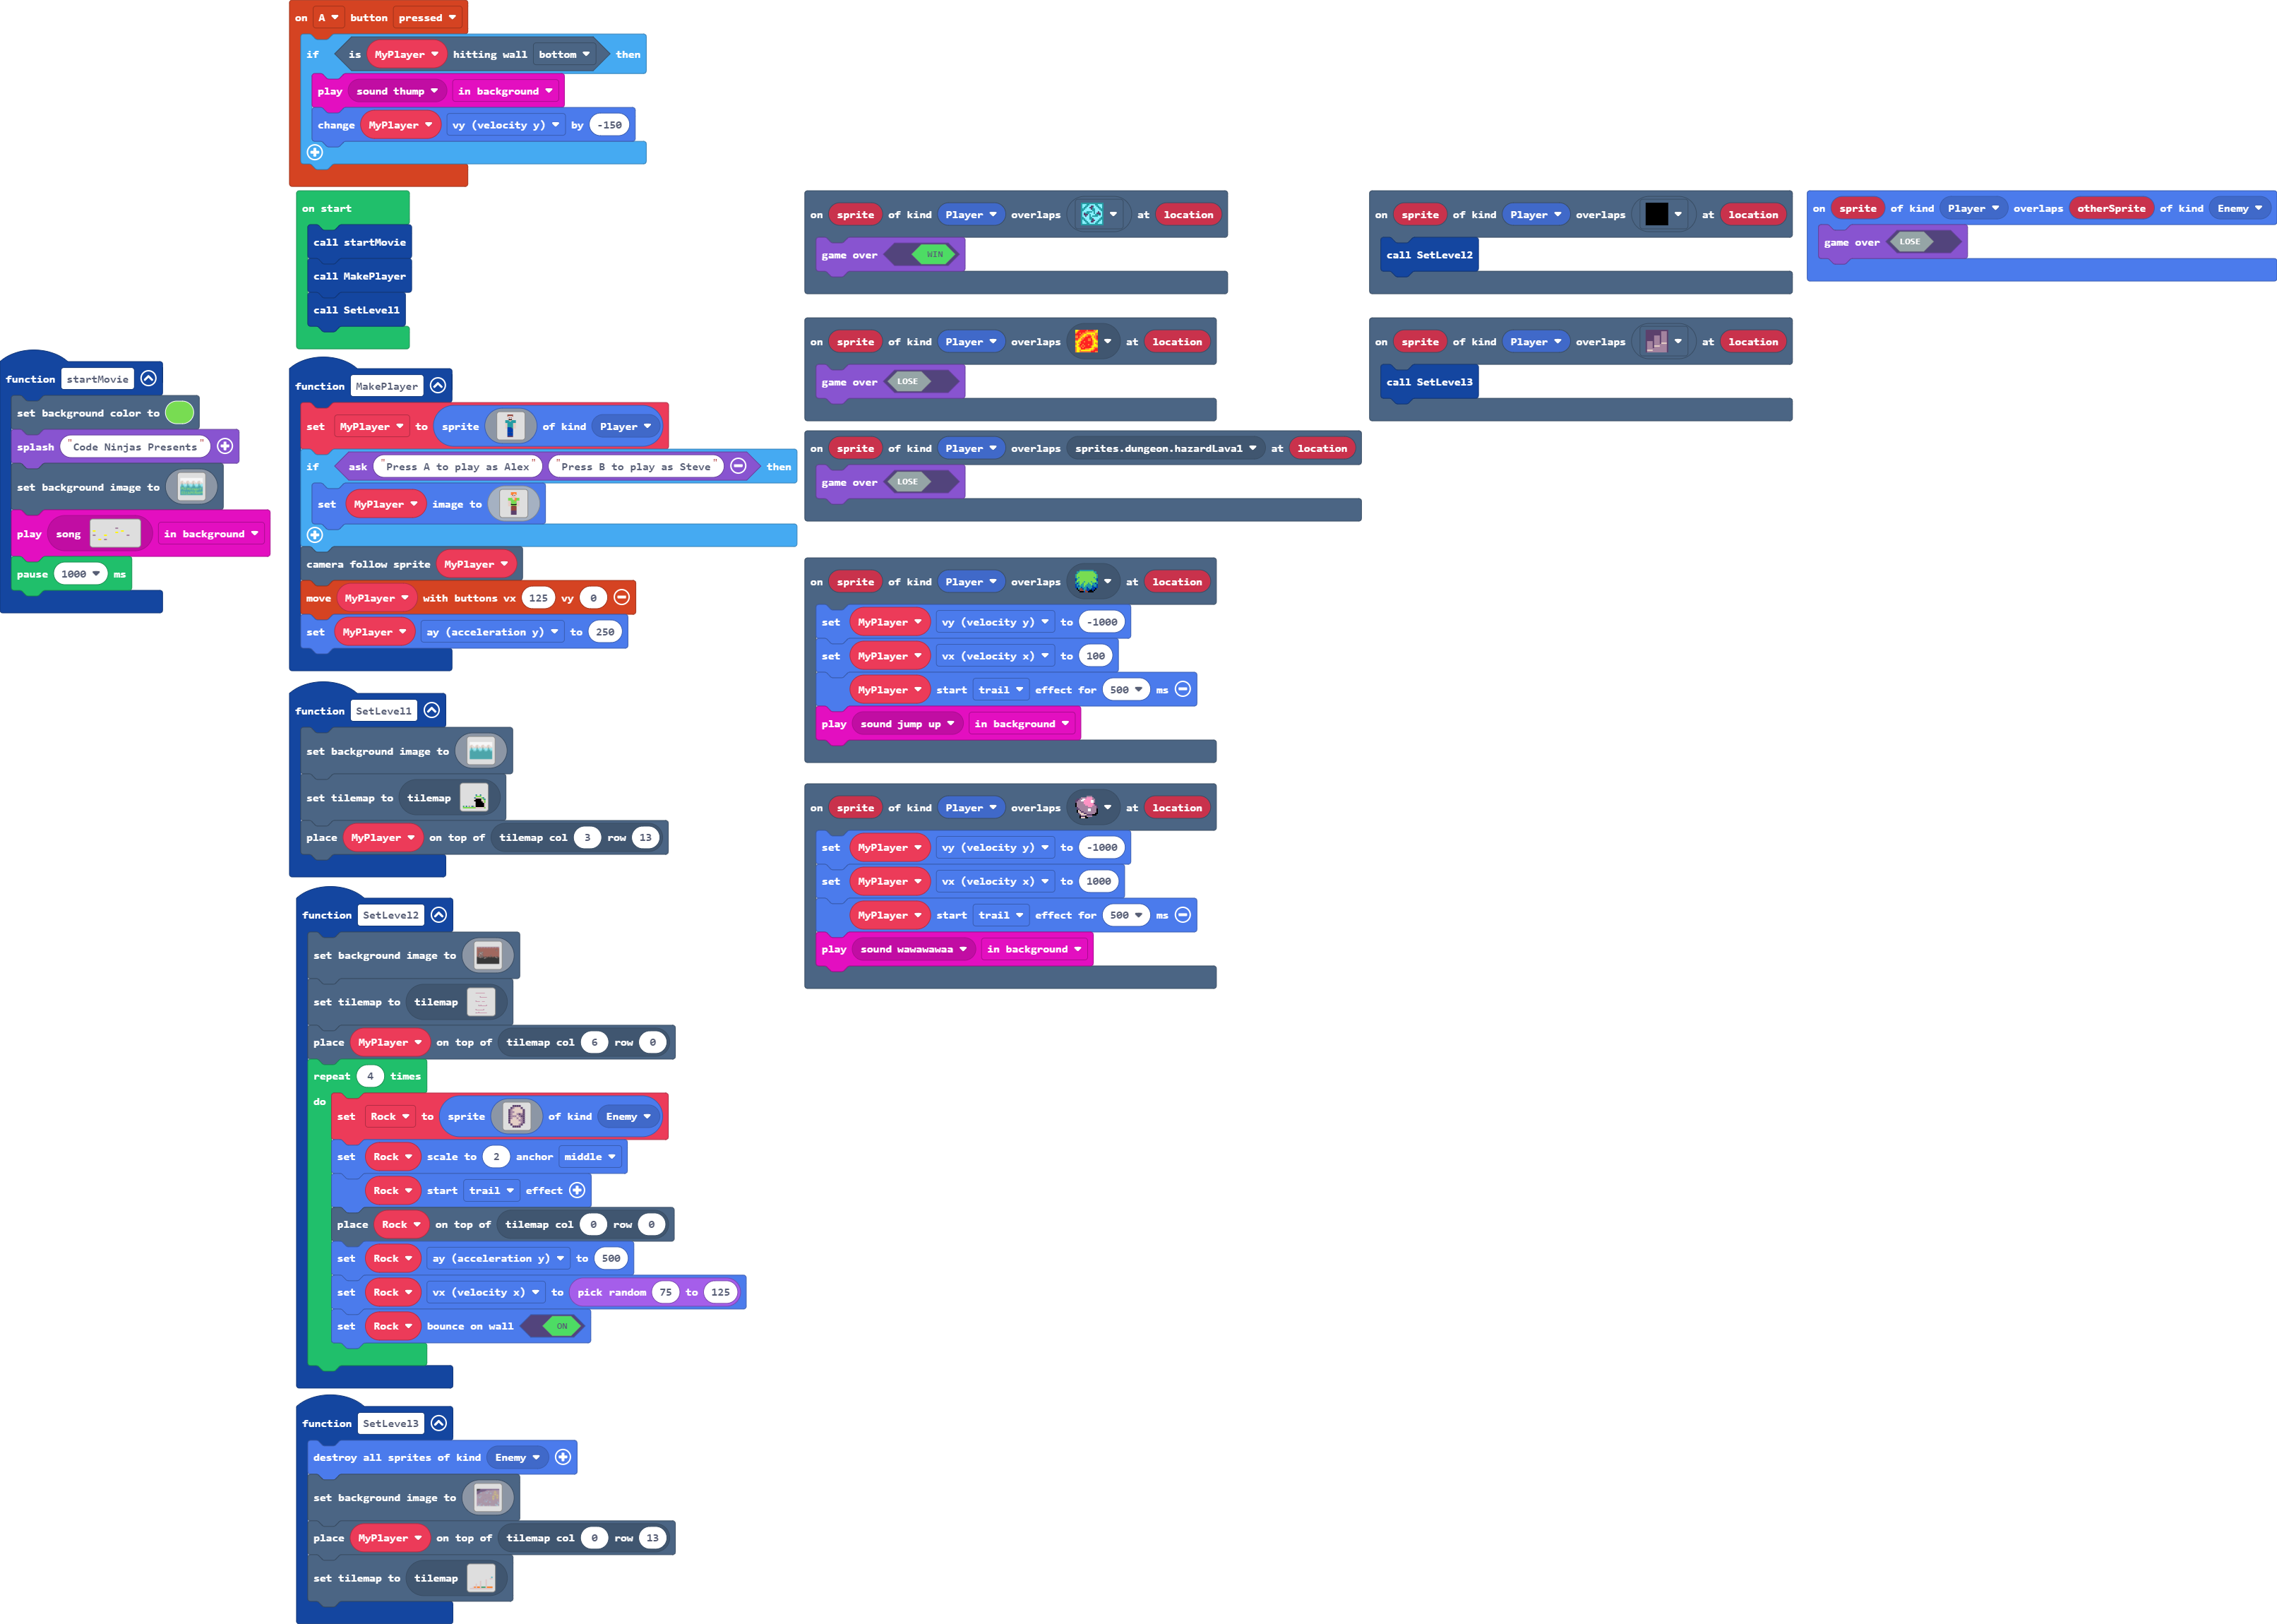 on A button pressed
if is MyPlayer hitting wall bottom then
play sound thump in background
change MyPlayer vy (velocity y) by -150
on start
call startMovie
call MakePlayer
call SetLevel1
function startMovie
set background color to
splash "Code Ninjas Presents"
set background image to
play song in background
pause 1000 ms
function MakePlayer
set MyPlayer to sprite of kind Player
if ask "Press A to play as Alex" "Press B to play as Steve" then
set MyPlayer image to
camera follow sprite MyPlayer
move MyPlayer with buttons vx 125 vy 0
set MyPlayer ay (acceleration y) to 250
function SetLevel1
set background image to
set tilemap to tilemap
place MyPlayer on top of tilemap col 3 row 13
function SetLevel2
set background image to
set tilemap to tilemap
place MyPlayer on top of tilemap col 6 row 0
repeat 4 times
do
set Rock to sprite of kind Enemy
set Rock scale to 2 anchor middle
Rock start trail effect
place Rock on top of tilemap col 0 row 0
set Rock ay (acceleration y) to 500
set Rock vx (velocity x) to pick random 75 to 125
set Rock bounce on wall ON
function SetLevel3
destroy all sprites of kind Enemy
set background image to
place MyPlayer on top of tilemap col 0 row 13
set tilemap to tilemap
on sprite of kind Player overlaps at location
game over WIN
on sprite of kind Player overlaps at location
game over LOSE
on sprite of kind Player overlaps sprites.dungeon.hazardLava1 at location
game over LOSE
on sprite of kind Player overlaps at location
set MyPlayer vy (velocity y) to -1000
set MyPlayer vx (velocity x) to 100
MyPlayer start trail effect for 500 ms
play sound jump up in background
on sprite of kind Player overlaps at location
set MyPlayer vy (velocity y) to -1000
set MyPlayer vx (velocity x) to 1000
MyPlayer start trail effect for 500 ms
play sound wawawawaa in background
on sprite of kind Player overlaps at location
call SetLevel2
on sprite of kind Player overlaps at location
call SetLevel3
on sprite of kind Player overlaps otherSprite of kind Enemy
game over LOSE